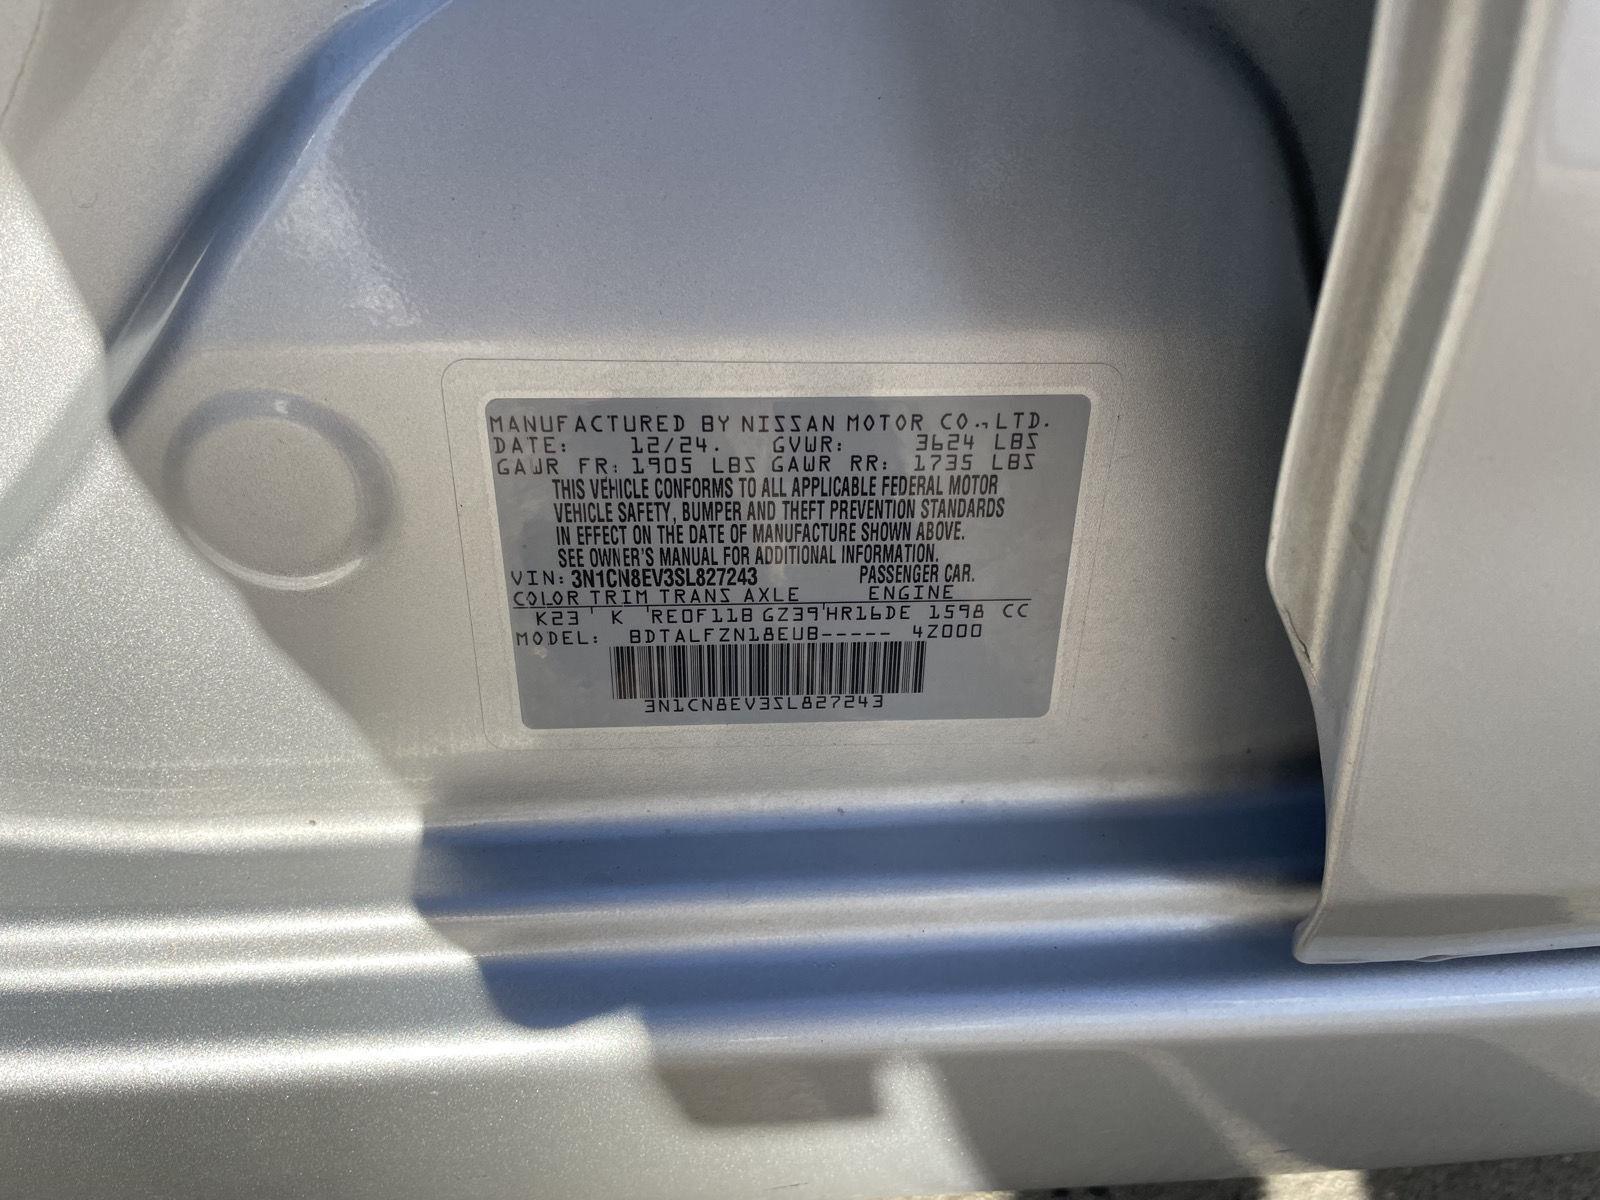 MANUFACTURED BY NISSAN MOTOR CO.,LTD.
DATE: 12/24. GVWR: 3624 LBS
GAWR FR: 1905 LBS GAWR RR: 1735 LBS
THIS VEHICLE CONFORMS TO ALL APPLICABLE FEDERAL MOTOR
VEHICLE SAFETY, BUMPER AND THEFT PREVENTION STANDARDS
IN EFFECT ON THE DATE OF MANUFACTURE SHOWN ABOVE.
SEE OWNER'S MANUAL FOR ADDITIONAL INFORMATION.
VIN: 3N1CN8EV3SL827243 PASSENGER CAR.
COLOR TRIM TRANS AXLE ENGINE
K23 ' K 'RE0F11B GZ39'HR16DE 1598 CC
MODEL: BDTALFZN18EUB----- 4Z000
3N1CN8EV3SL827243